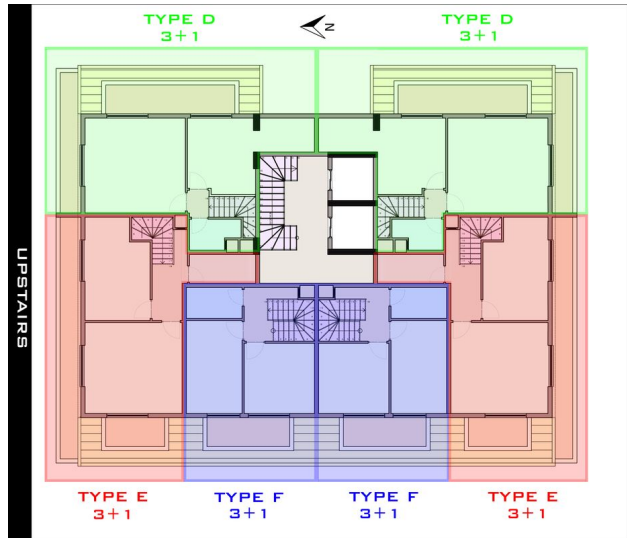 TYPE D
3+1
N
TYPE D
3+1
UPSTAIRS
TYPE E
3+1
TYPE F
3+1
TYPE F
3+1
TYPE E
3+1